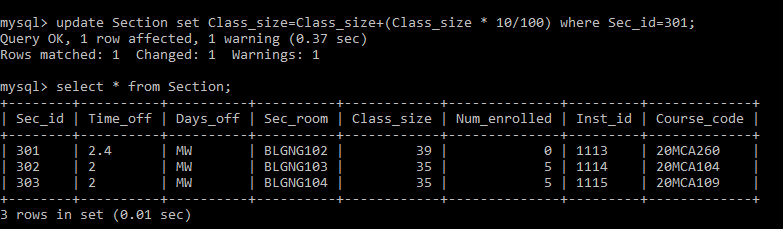 mysql> update Section set Class_size=Class_size+(Class_size * 10/100) where Sec_id=301;
Query OK, 1 row affected, 1 warning (0.37 sec)
Rows matched: 1  Changed: 1  Warnings: 1
mysql> select * from Section;
+--------+----------+----------+----------+------------+--------------+---------+-------------+
| Sec_id | Time_off | Days_off | Sec_room | Class_size | Num_enrolled | Inst_id | Course_code |
+--------+----------+----------+----------+------------+--------------+---------+-------------+
| 301    | 2.4      | MW       | BLGNG102 |         39 |            0 | 1113    | 20MCA260    |
| 302    | 2        | MW       | BLGNG103 |         35 |            5 | 1114    | 20MCA104    |
| 303    | 2        | MW       | BLGNG104 |         35 |            5 | 1115    | 20MCA109    |
+--------+----------+----------+----------+------------+--------------+---------+-------------+
3 rows in set (0.01 sec)